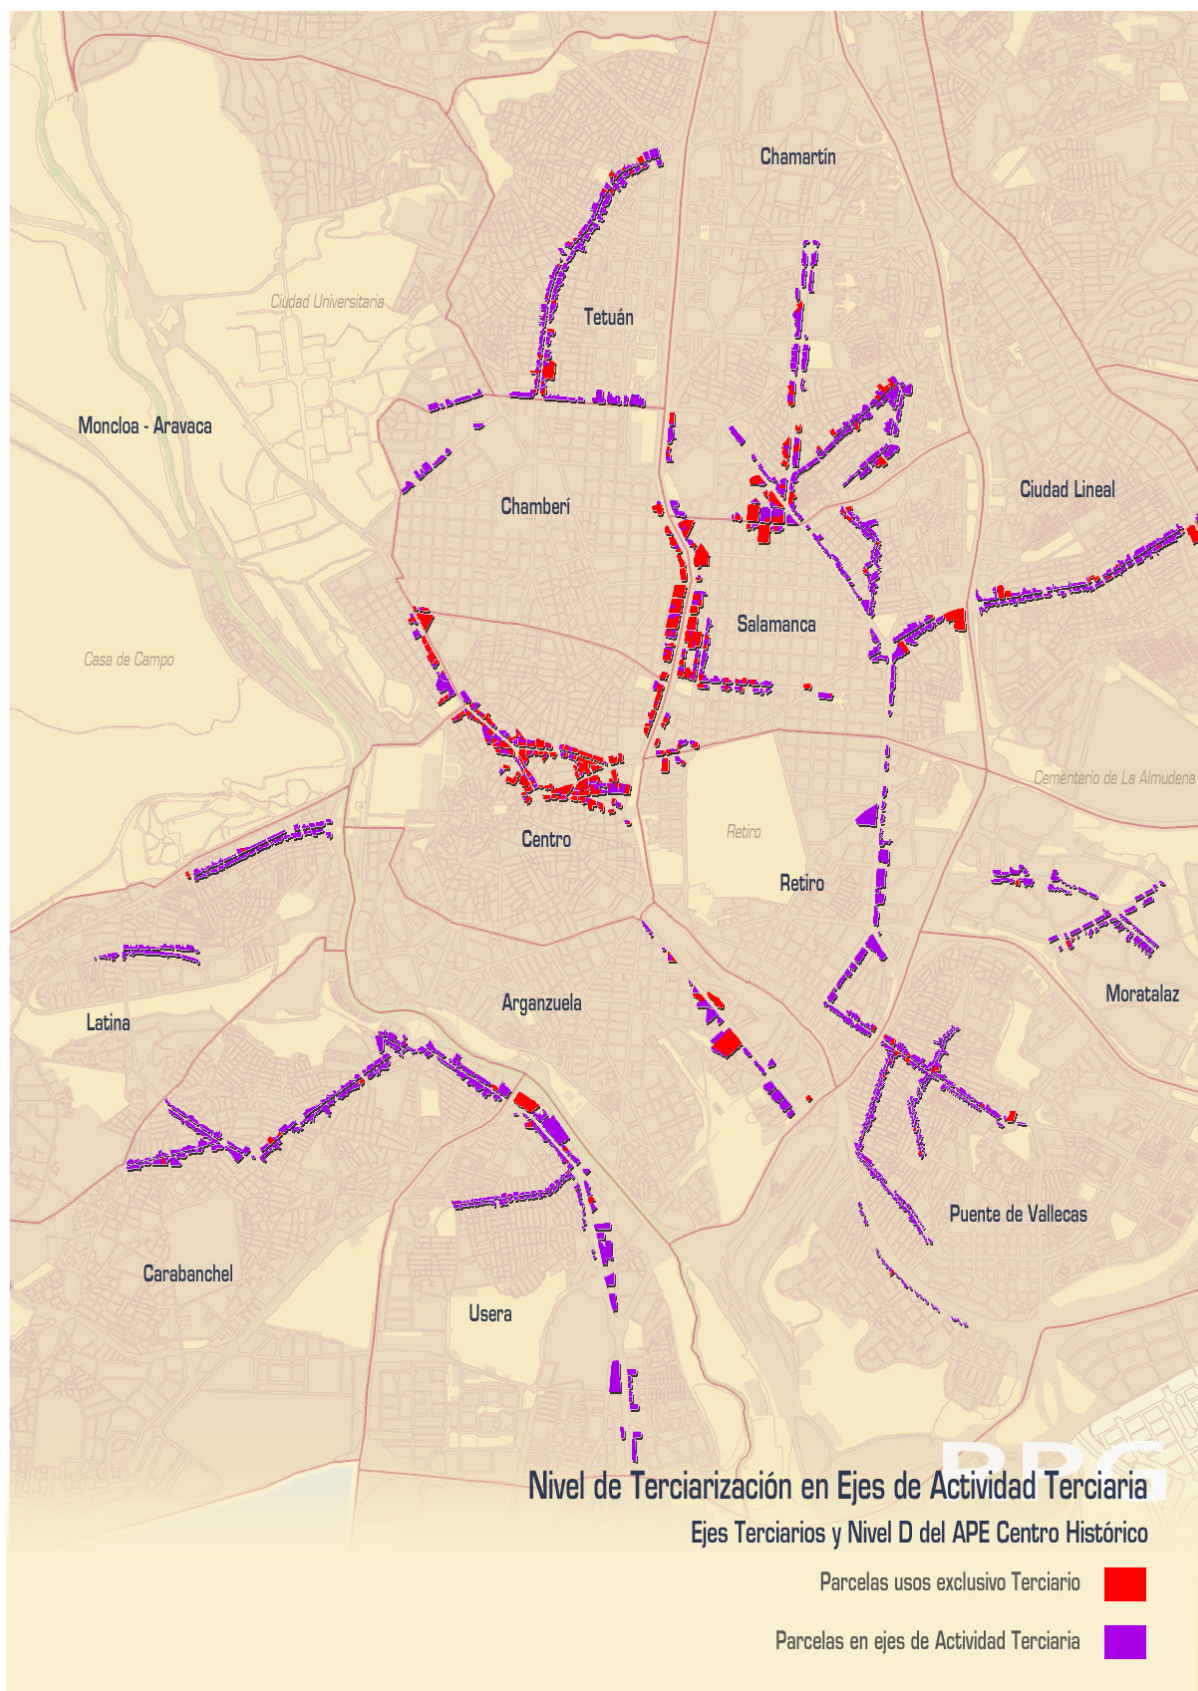 Chamartín
Ciudad Universitaria
Tetuán
Moncloa - Aravaca
Chamberí
Ciudad Lineal
Salamanca
Casa de Campo
Cementerio de La Almudena
Centro
Retiro
Retiro
Arganzuela
Moratalaz
Latina
Puente de Vallecas
Carabanchel
Usera
Nivel de Terciarización en Ejes de Actividad Terciaria
Ejes Terciarios y Nivel D del APE Centro Histórico
Parcelas usos exclusivo Terciario
Parcelas en ejes de Actividad Terciaria